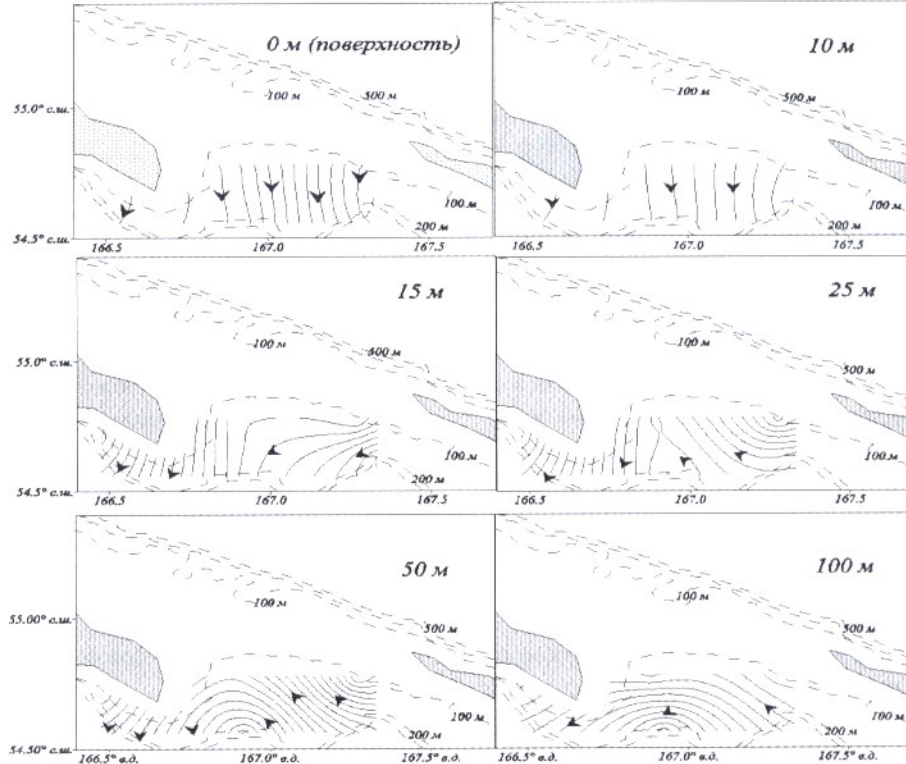 0 м (поверхность)
100 м
500 м
55.0° с.ш.
100 м
200 м
54.5° с.ш.
166.5
167.0
167.5
10 м
100 м
500 м
100 м
200 м
166.5
167.0
167.5
15 м
100 м
500 м
55.0° с.ш.
100 м
200 м
54.5° с.ш.
166.5
167.0
167.5
25 м
100 м
500 м
100 м
200 м
166.5
167.0
167.5
50 м
100 м
500 м
55.00° с.ш.
100 м
200 м
54.50° с.ш.
166.5° в.д.
167.0° в.д.
167.5° в.д.
100 м
100 м
500 м
100 м
200 м
166.5° в.д.
167.0° в.д.
167.5° в.д.